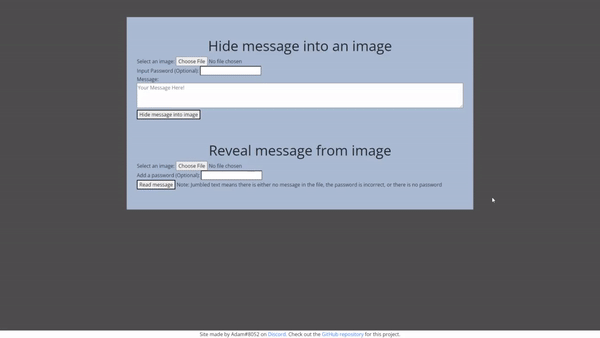 Hide message into an image
Select an image: Choose File No file chosen
Input Password (Optional):
Message:
Your Message Here!
Hide message into image
Reveal message from image
Select an image: Choose File No file chosen
Add a password (Optional):
Read message Note: Jumbled text means there is either no message in the file, the password is incorrect, or there is no password
Site made by Adam#8052 on Discord. Check out the GitHub repository for this project.